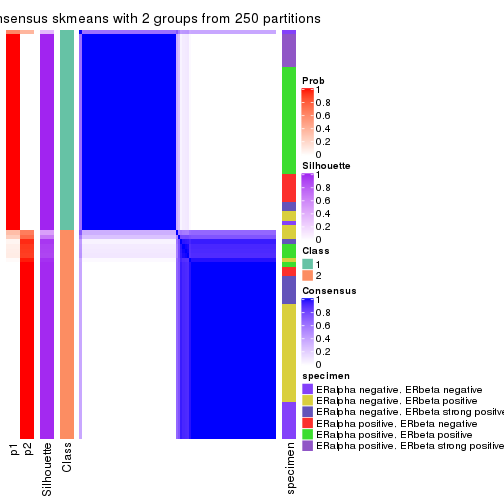 nsensus skmeans with 2 groups from 250 partitions
Prob
1
0.8
0.6
0.4
0.2
0
Silhouette
1
0.8
0.6
0.4
0.2
0
Class
1
2
Consensus
1
0.8
0.6
0.4
0.2
0
specimen
ERalpha negative. ERbeta negative
ERalpha negative. ERbeta positive
ERalpha negative. ERbeta strong positive
ERalpha positive. ERbeta negative
ERalpha positive. ERbeta positive
ERalpha positive. ERbeta strong positive
p1
p2
Silhouette
Class
specimen